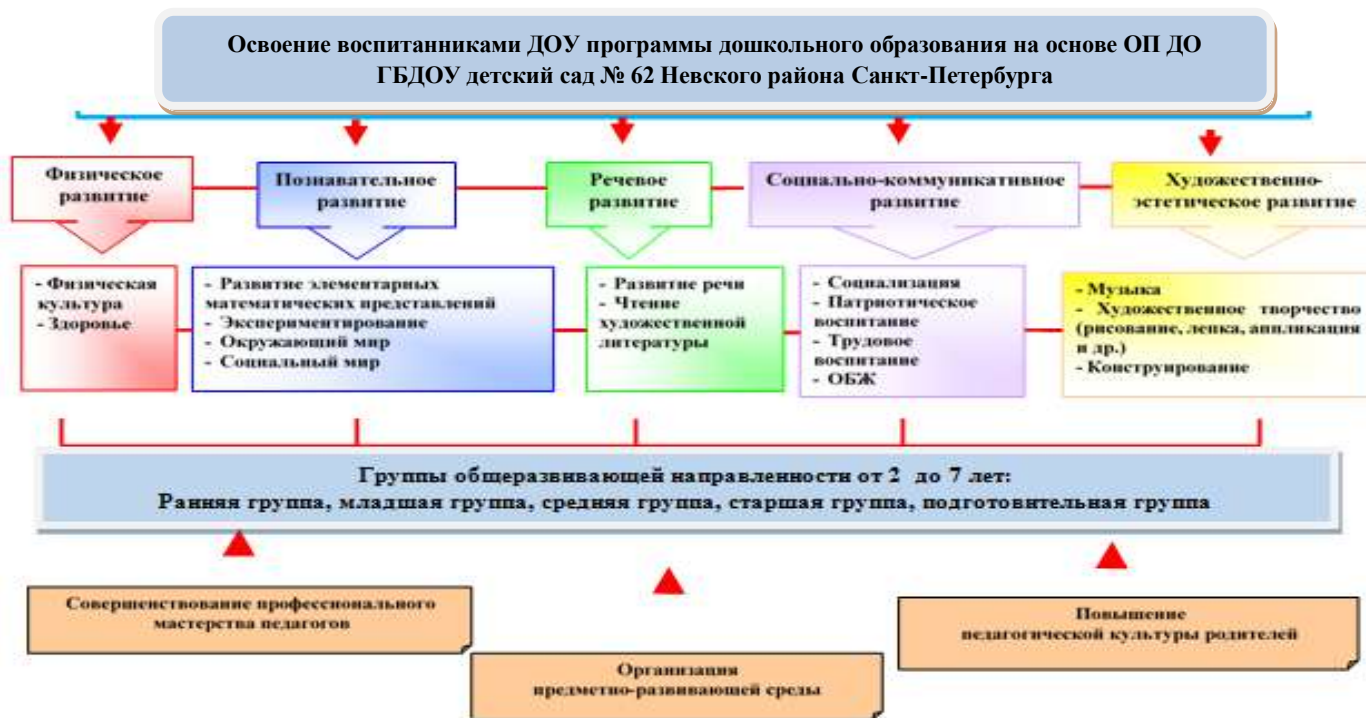 Освоение воспитанниками ДОУ программы дошкольного образования на основе ОП ДО
ГБДОУ детский сад № 62 Невского района Санкт-Петербурга
Физическое
развитие
Познавательное
развитие
Речевое
развитие
Социально-коммуникативное
развитие
Художественно-
эстетическое развитие
- Физическая
культура
- Здоровье
- Развитие элементарных
математических представлений
- Экспериментирование
- Окружающий мир
- Социальный мир
- Развитие речи
- Чтение
художественной
литературы
- Социализация
- Патриотическое
воспитание
- Трудовое
воспитание
- ОБЖ
- Музыка
- Художественное творчество
(рисование, лепка, аппликация
и др.)
- Конструирование
Группы общеразвивающей направленности от 2 до 7 лет:
Ранняя группа, младшая группа, средняя группа, старшая группа, подготовительная группа
Совершенствование профессионального
мастерства педагогов
Организация
предметно-развивающей среды
Повышение
педагогической культуры родителей